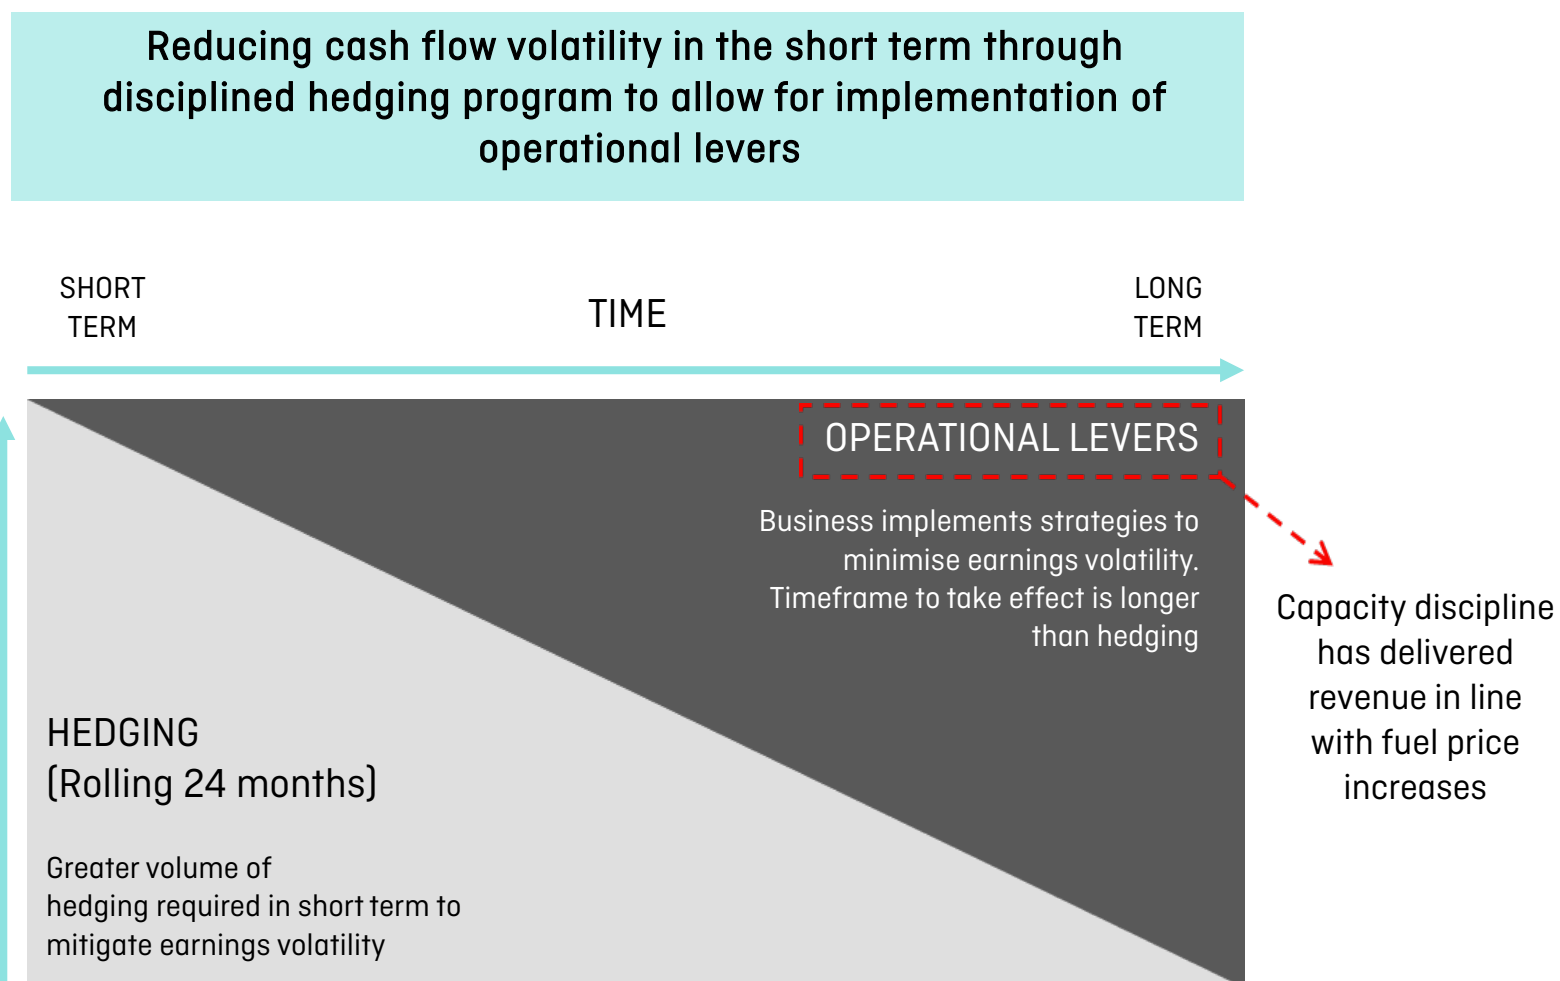 Reducing cash flow volatility in the short term through
disciplined hedging program to allow for implementation of
operational levers
SHORT
TERM
TIME
LONG
TERM
OPERATIONAL LEVERS
Business implements strategies to
minimise earnings volatility.
Timeframe to take effect is longer
than hedging
Capacity discipline
has delivered
revenue in line
with fuel price
increases
HEDGING
(Rolling 24 months)
Greater volume of
hedging required in short term to
mitigate earnings volatility